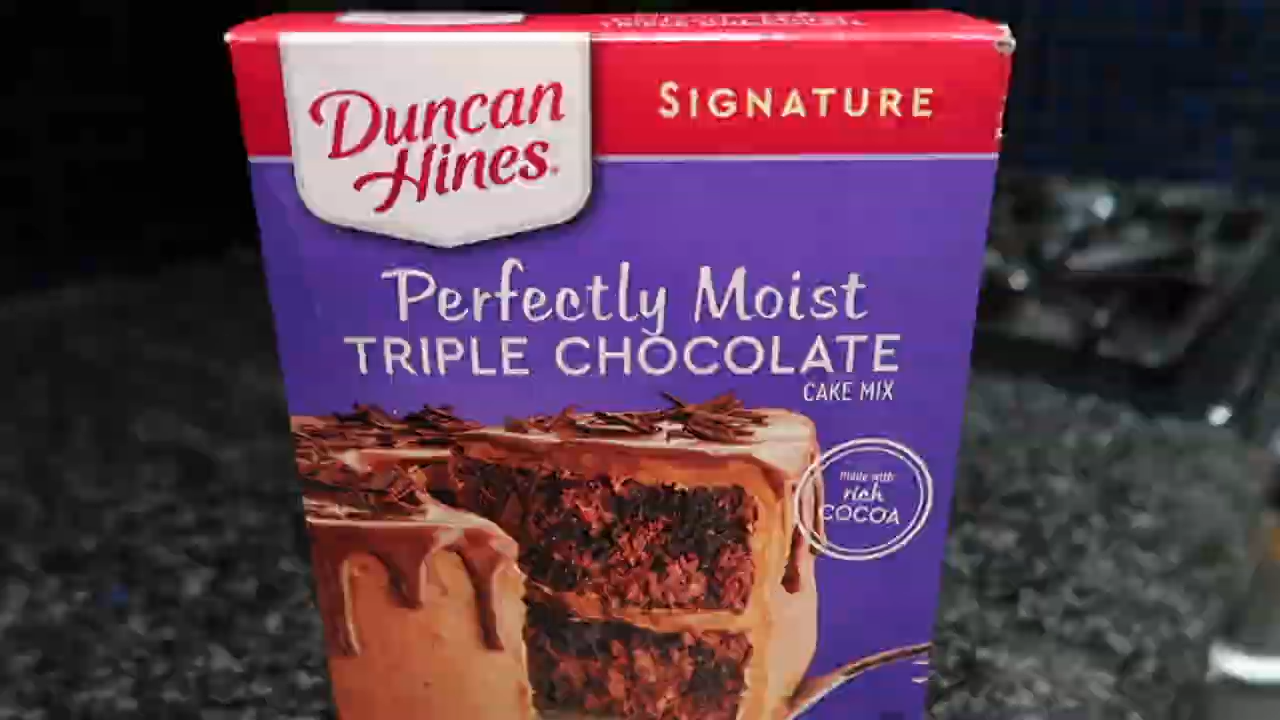 Duncan
Hines
SIGNATURE
Perfectly Moist
TRIPLE CHOCOLATE
CAKE MIX
made with
rich
COCOA